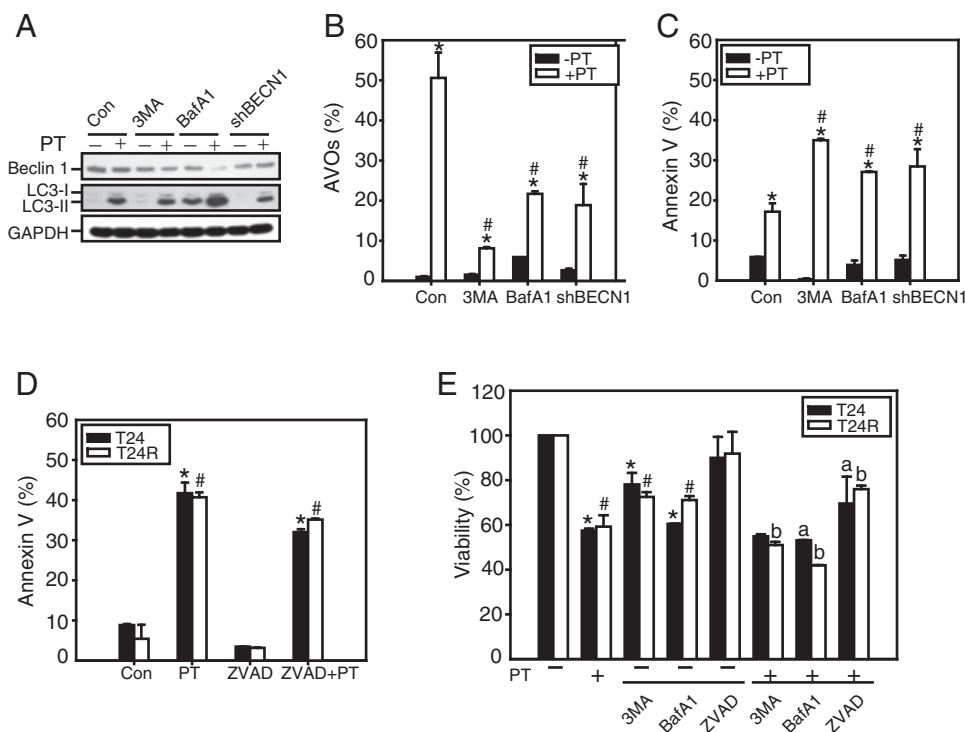 A
Con 3MA BafA1 shBECN1
PT − + − + − + − +
Beclin 1
LC3-I
LC3-II
GAPDH
B
60
50
40
30
20
10
0
AVOs (%)
-PT
+PT
*
#
*
#
*
#
*
Con 3MA BafA1 shBECN1
C
60
50
40
30
20
10
0
Annexin V (%)
-PT
+PT
*
#
*
#
*
#
*
Con 3MA BafA1 shBECN1
D
60
50
40
30
20
10
0
Annexin V (%)
T24
T24R
* #
* #
Con PT ZVAD ZVAD+PT
E
120
100
80
60
40
20
0
Viability (%)
T24
T24R
* # * # * # b a b a b
PT − + − − − + + +
3MA BafA1 ZVAD 3MA BafA1 ZVAD